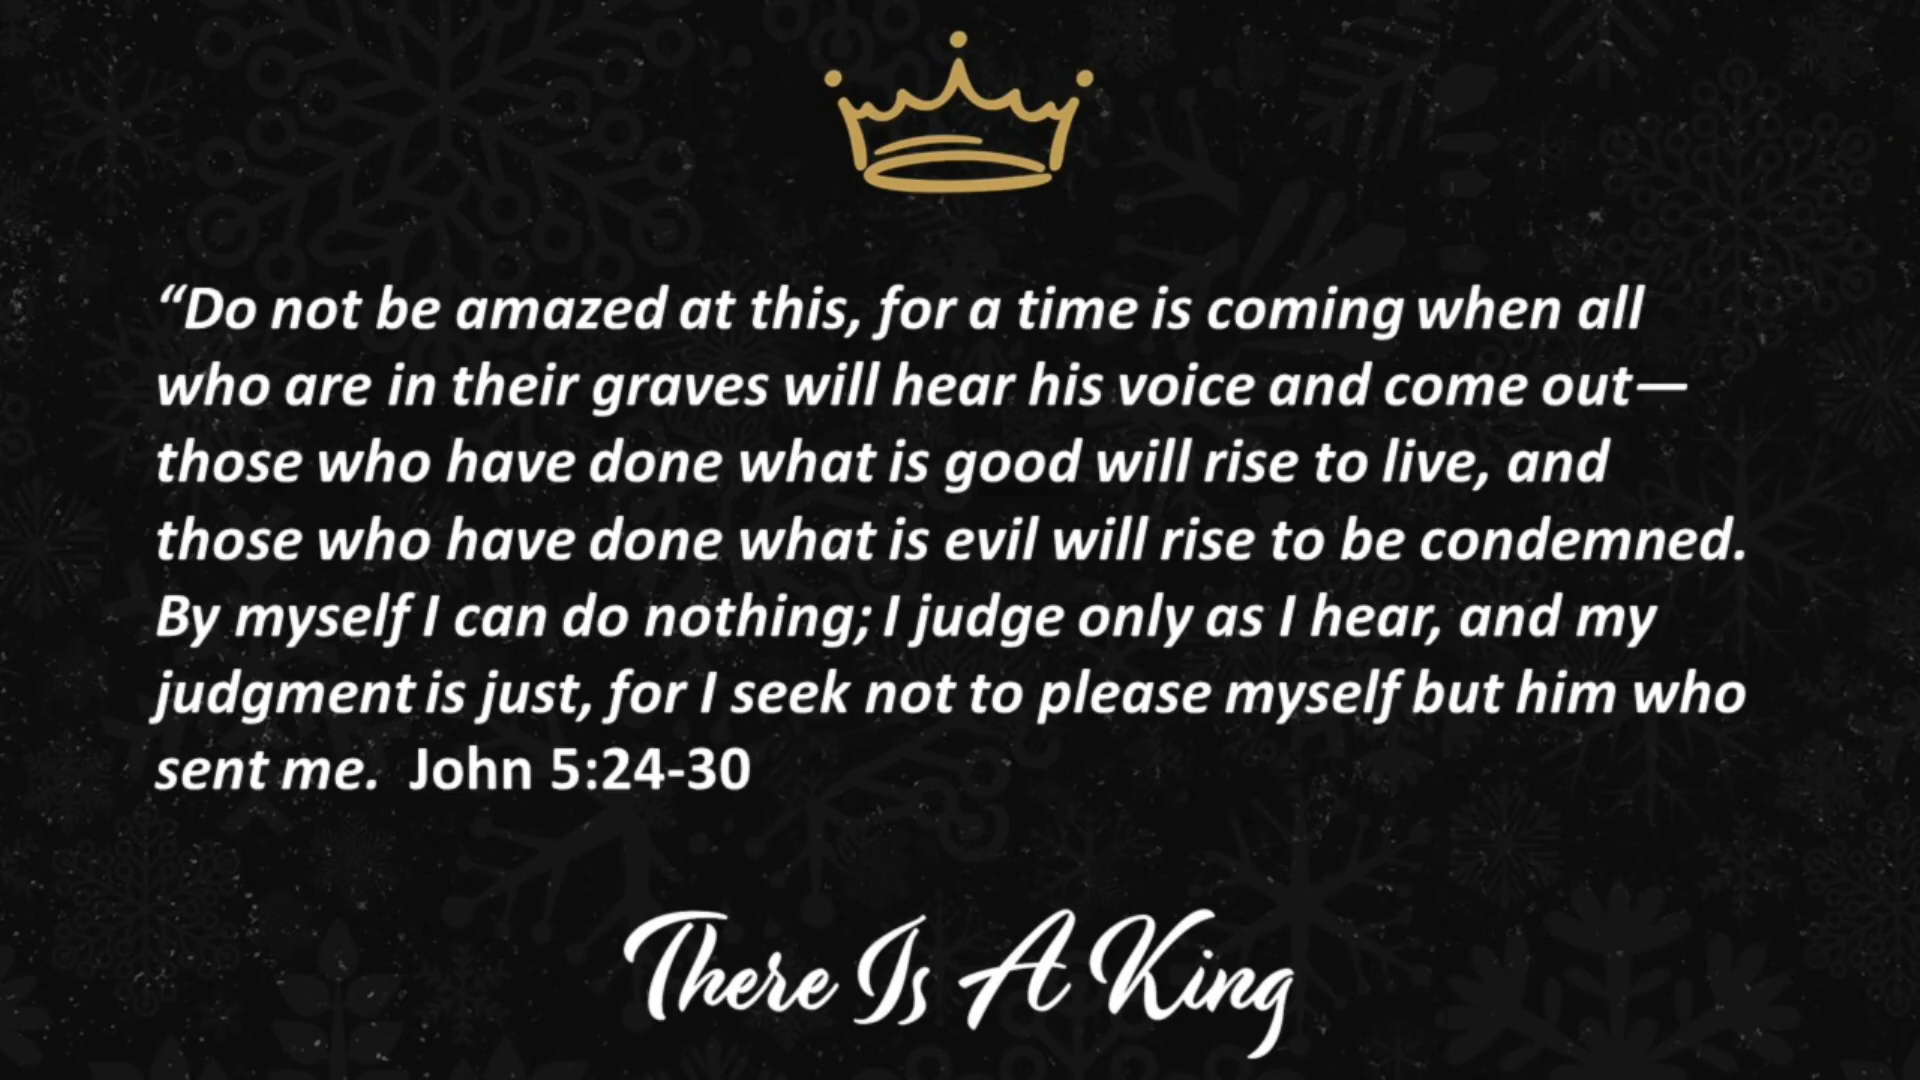 “Do not be amazed at this, for a time is coming when all
who are in their graves will hear his voice and come out—
those who have done what is good will rise to live, and
those who have done what is evil will rise to be condemned.
By myself I can do nothing; I judge only as I hear, and my
judgment is just, for I seek not to please myself but him who
sent me.  John 5:24-30
There Is A King